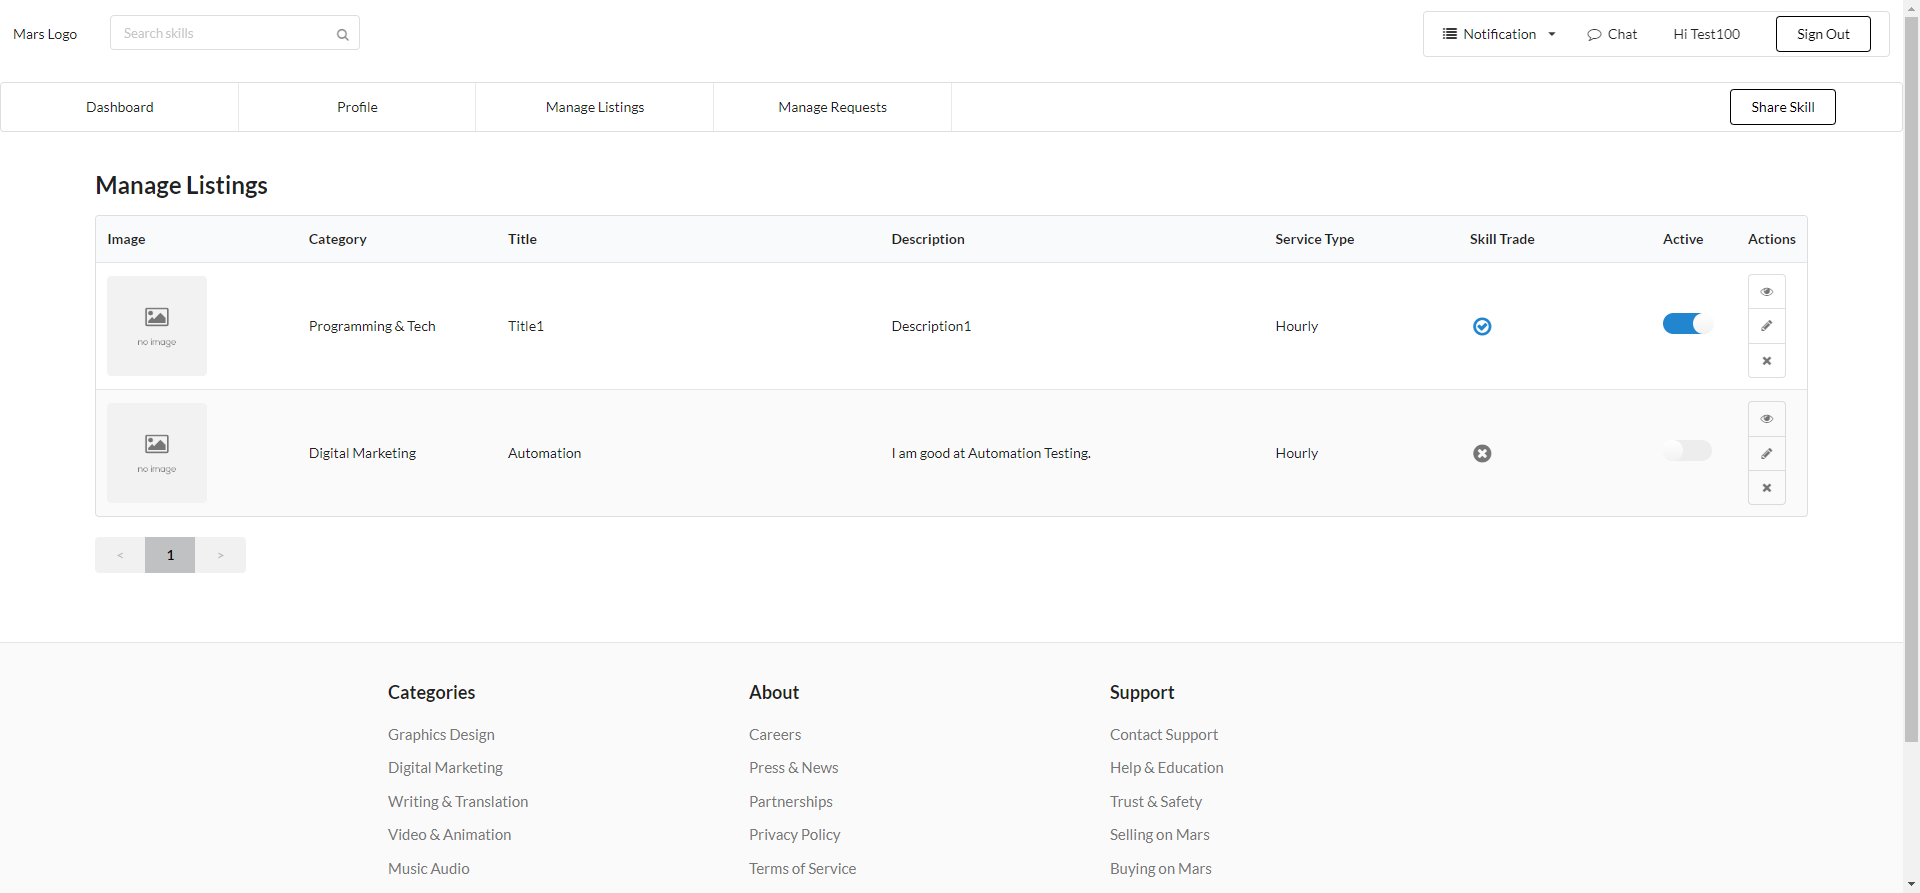 Mars Logo
Search skills
Notification
Chat
Hi Test100
Sign Out
Dashboard
Profile
Manage Listings
Manage Requests
Share Skill
Manage Listings
Image Category Title Description Service Type Skill Trade Active Actions
no image
Programming & Tech Title1 Description1 Hourly
no image
Digital Marketing Automation I am good at Automation Testing. Hourly
< 1 >
Categories
Graphics Design
Digital Marketing
Writing & Translation
Video & Animation
Music Audio
About
Careers
Press & News
Partnerships
Privacy Policy
Terms of Service
Support
Contact Support
Help & Education
Trust & Safety
Selling on Mars
Buying on Mars